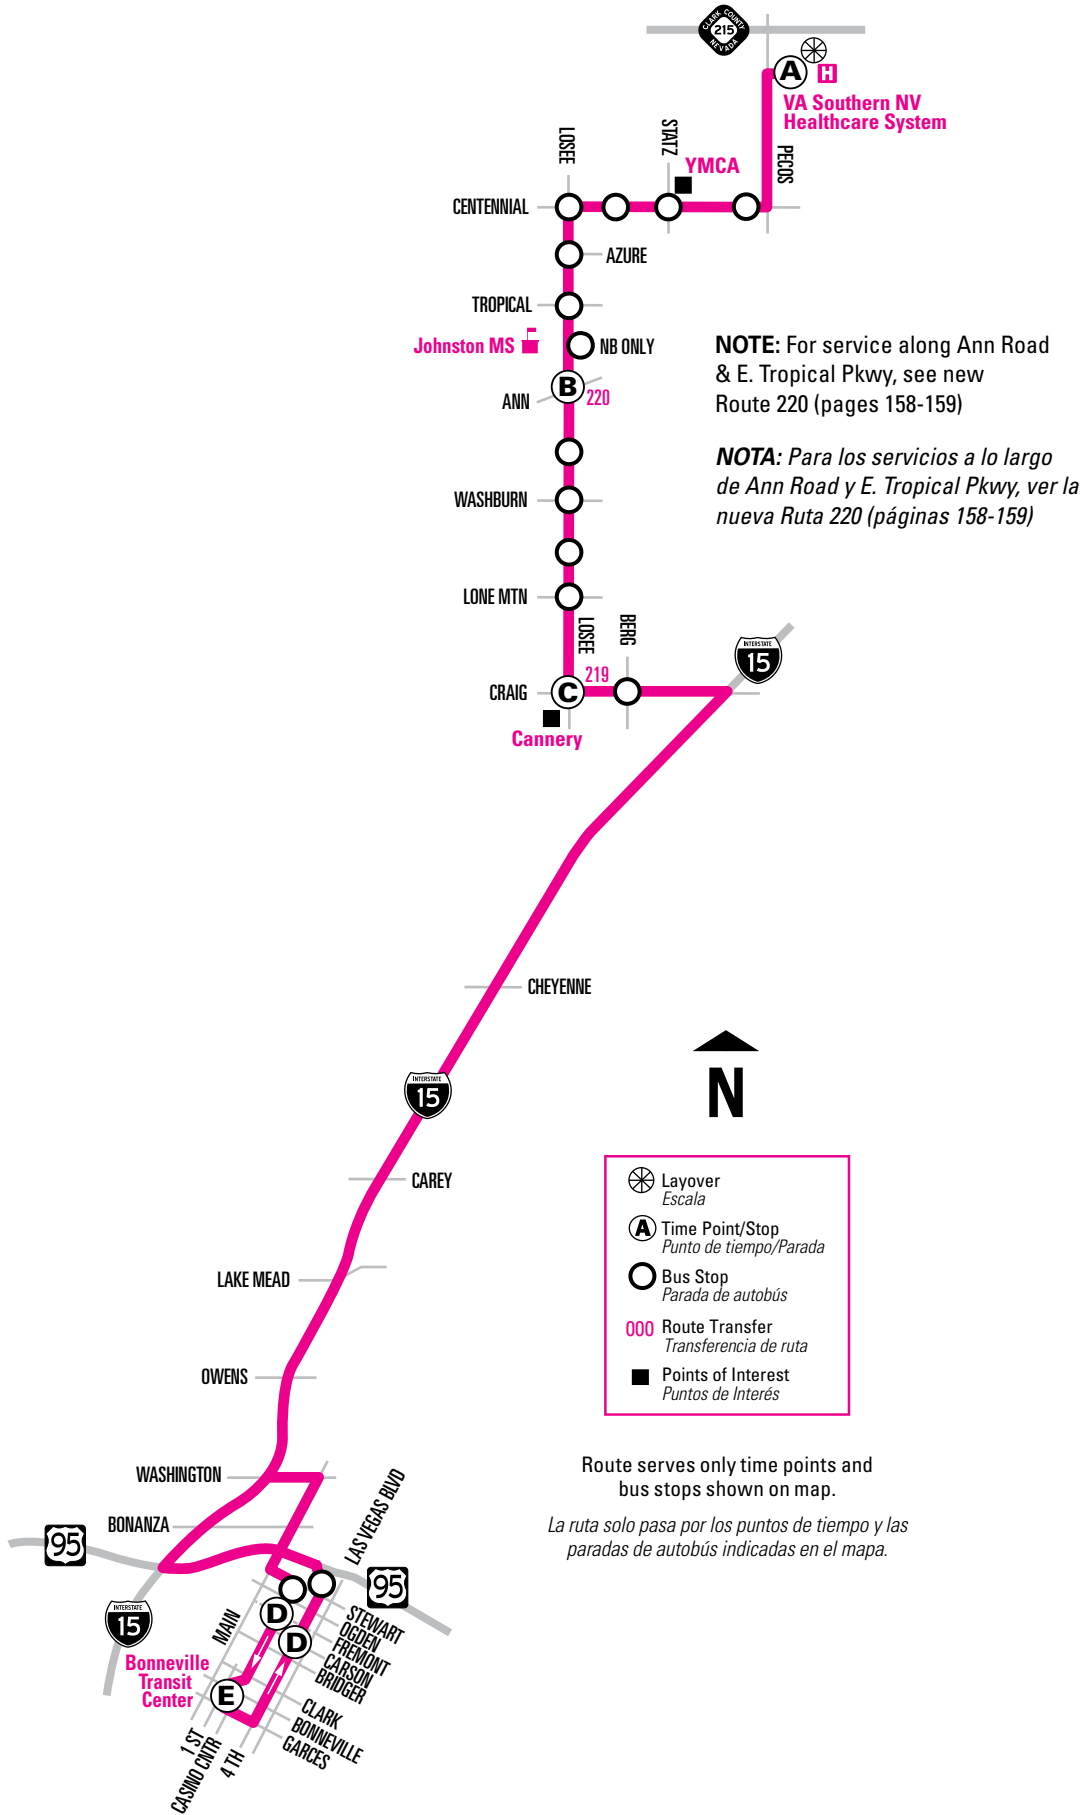 CLARK COUNTY
215
NEVADA
A
H
VA Southern NV
Healthcare System
LOSEE
STATZ
YMCA
PECOS
CENTENNIAL
AZURE
TROPICAL
Johnston MS
NB ONLY
B
ANN
220
NOTE: For service along Ann Road
& E. Tropical Pkwy, see new
Route 220 (pages 158-159)
NOTA: Para los servicios a lo largo
de Ann Road y E. Tropical Pkwy, ver la
nueva Ruta 220 (páginas 158-159)
WASHBURN
LONE MTN
LOSEE
BERG
INTERSTATE
15
219
CRAIG
C
Cannery
CHEYENNE
N
INTERSTATE
15
CAREY
Layover
Escala
A
Time Point/Stop
Punto de tiempo/Parada
Bus Stop
Parada de autobús
000
Route Transfer
Transferencia de ruta
Points of Interest
Puntos de Interés
LAKE MEAD
OWENS
WASHINGTON
Route serves only time points and
bus stops shown on map.
La ruta solo pasa por los puntos de tiempo y las
paradas de autobús indicadas en el mapa.
LAS VEGAS BLVD
BONANZA
95
95
INTERSTATE
15
MAIN
D
D
STEWART
OGDEN
FREMONT
CARSON
BRIDGER
Bonneville
Transit
Center
E
CLARK
BONNEVILLE
GARCES
1 ST
CASINO CNTR
4 TH